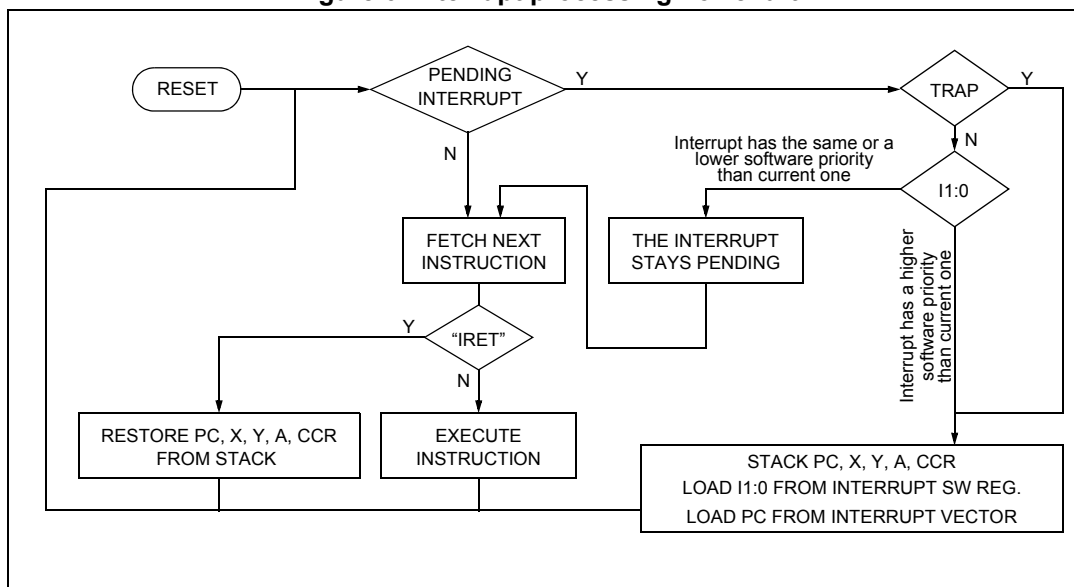 RESET
PENDING
INTERRUPT
Y
TRAP
Y
N
N
Interrupt has the same or a
lower software priority
than current one
I1:0
FETCH NEXT
INSTRUCTION
THE INTERRUPT
STAYS PENDING
Interrupt has a higher
software priority
than current one
Y
“IRET”
N
RESTORE PC, X, Y, A, CCR
FROM STACK
EXECUTE
INSTRUCTION
STACK PC, X, Y, A, CCR
LOAD I1:0 FROM INTERRUPT SW REG.
LOAD PC FROM INTERRUPT VECTOR